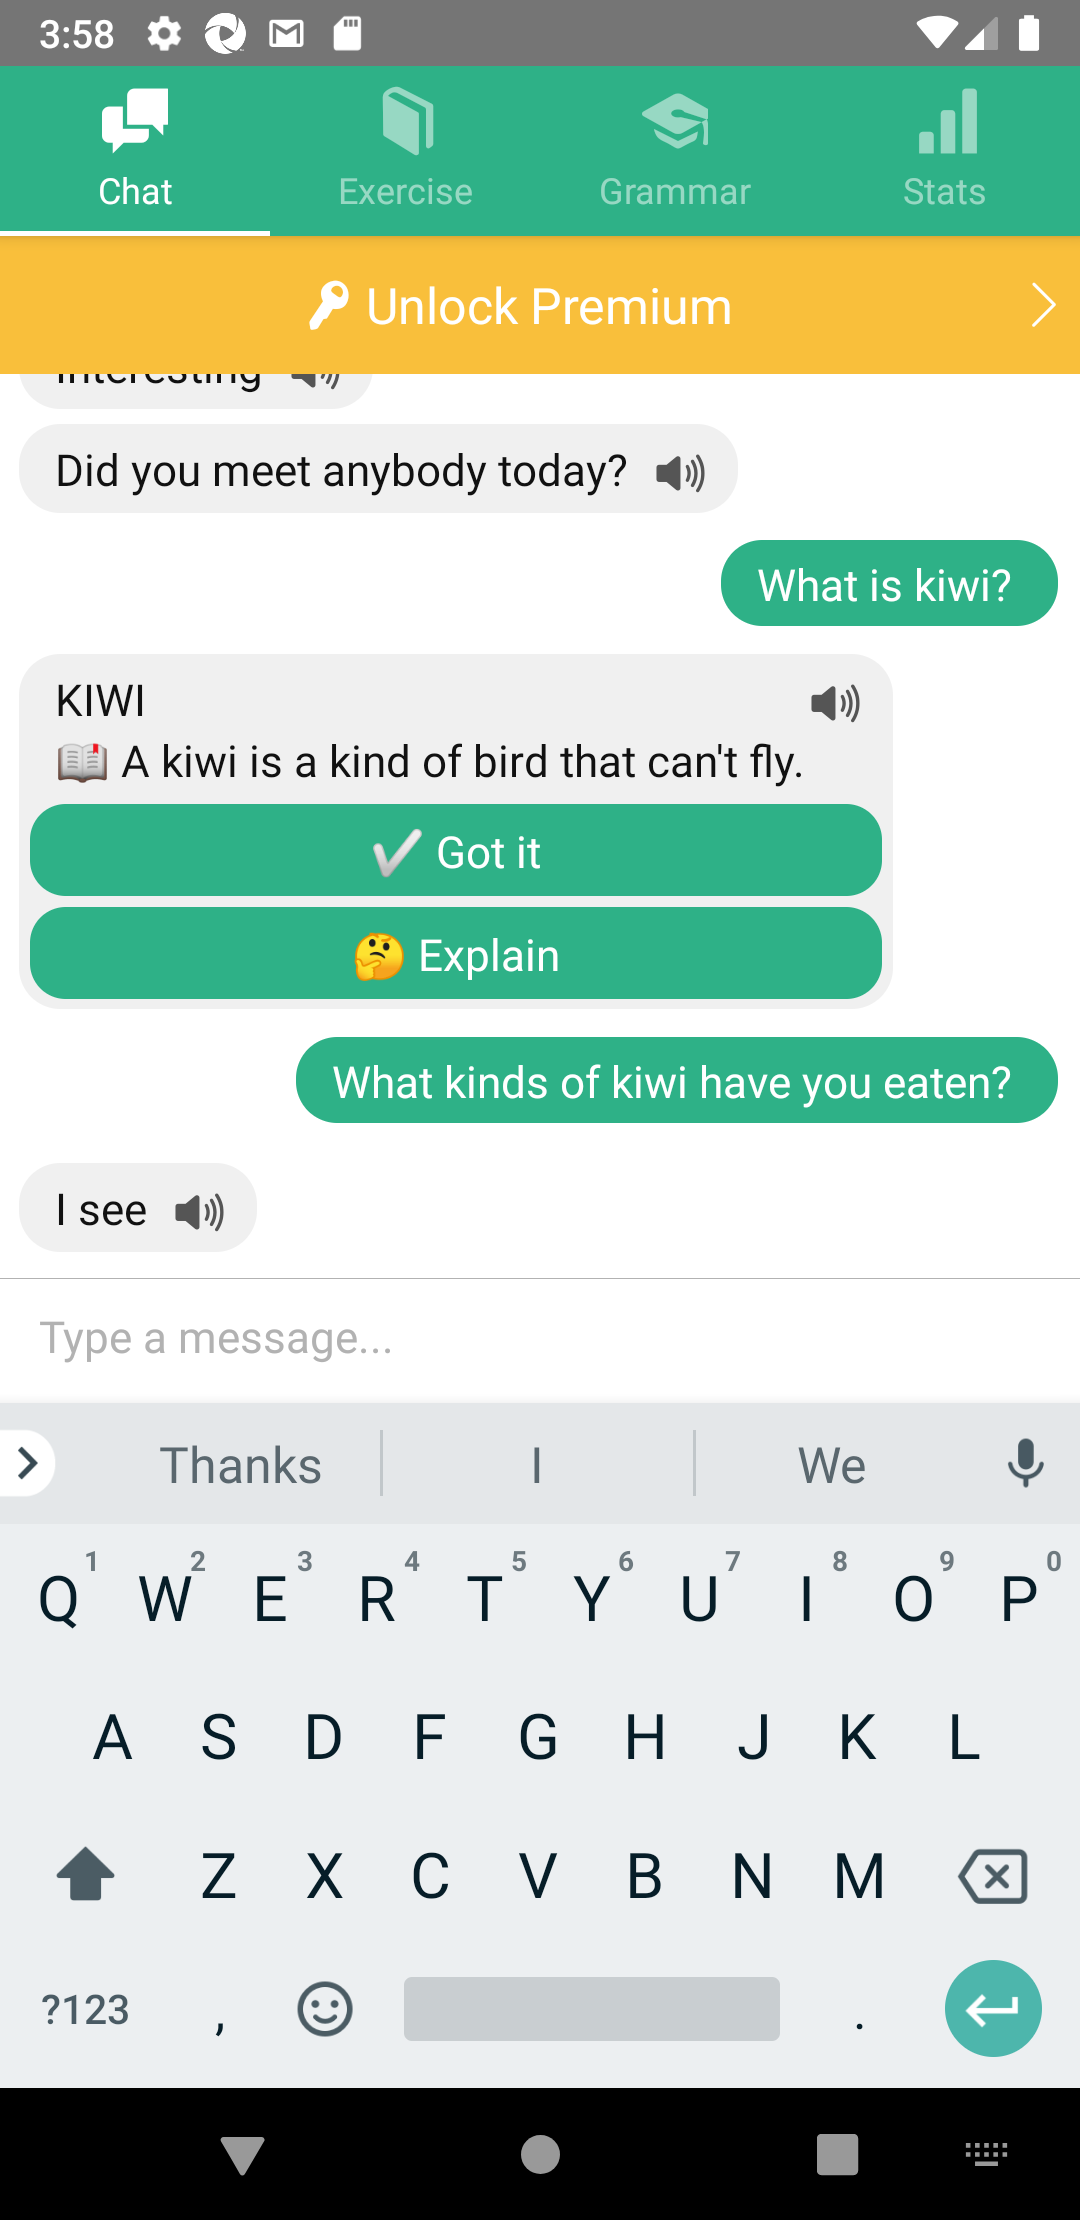 3:58
Chat
Exercise
Grammar
Stats
Unlock Premium
interesting
Did you meet anybody today?
What is kiwi?
KIWI
A kiwi is a kind of bird that can't fly.
Got it
Explain
What kinds of kiwi have you eaten?
I see
Type a message...
Thanks
I
We
1 2 3 4 5 6 7 8 9 0
Q W E R T Y U I O P
A S D F G H J K L
Z X C V B N M
?123 , .